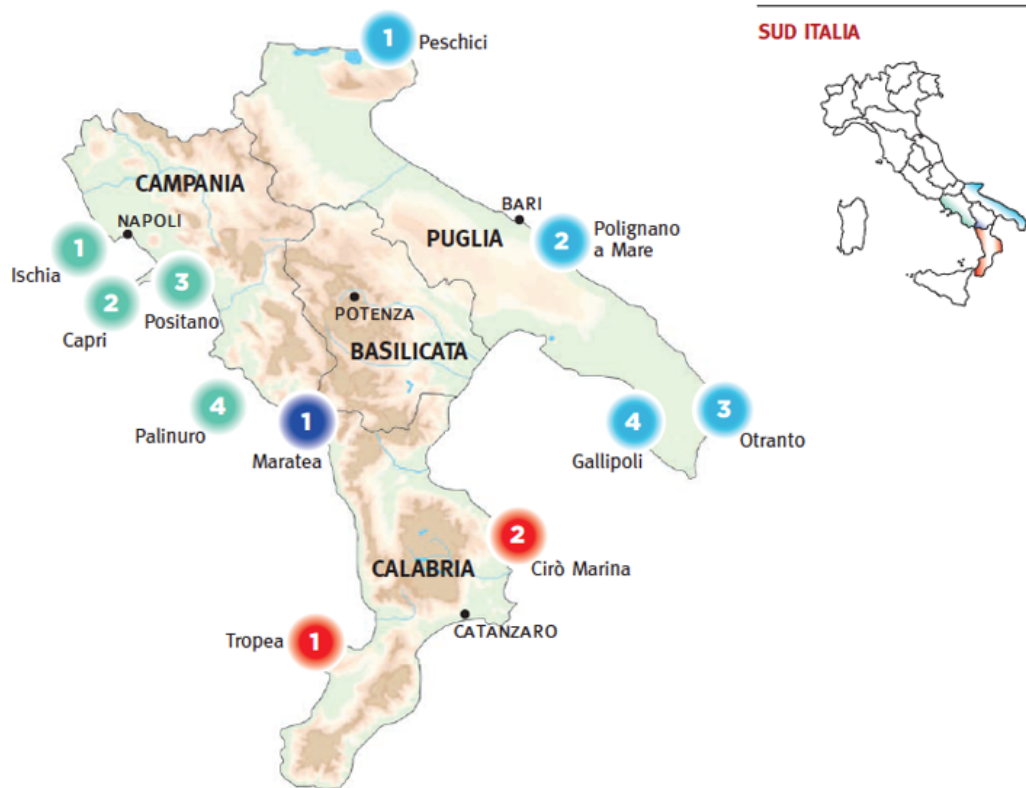 SUD ITALIA
1
Peschici
CAMPANIA
NAPOLI
BARI
PUGLIA
2
Polignano
a Mare
1
Ischia
2
Capri
3
Positano
POTENZA
BASILICATA
4
Palinuro
1
Maratea
4
Gallipoli
3
Otranto
2
Cirò Marina
CALABRIA
CATANZARO
Tropea
1